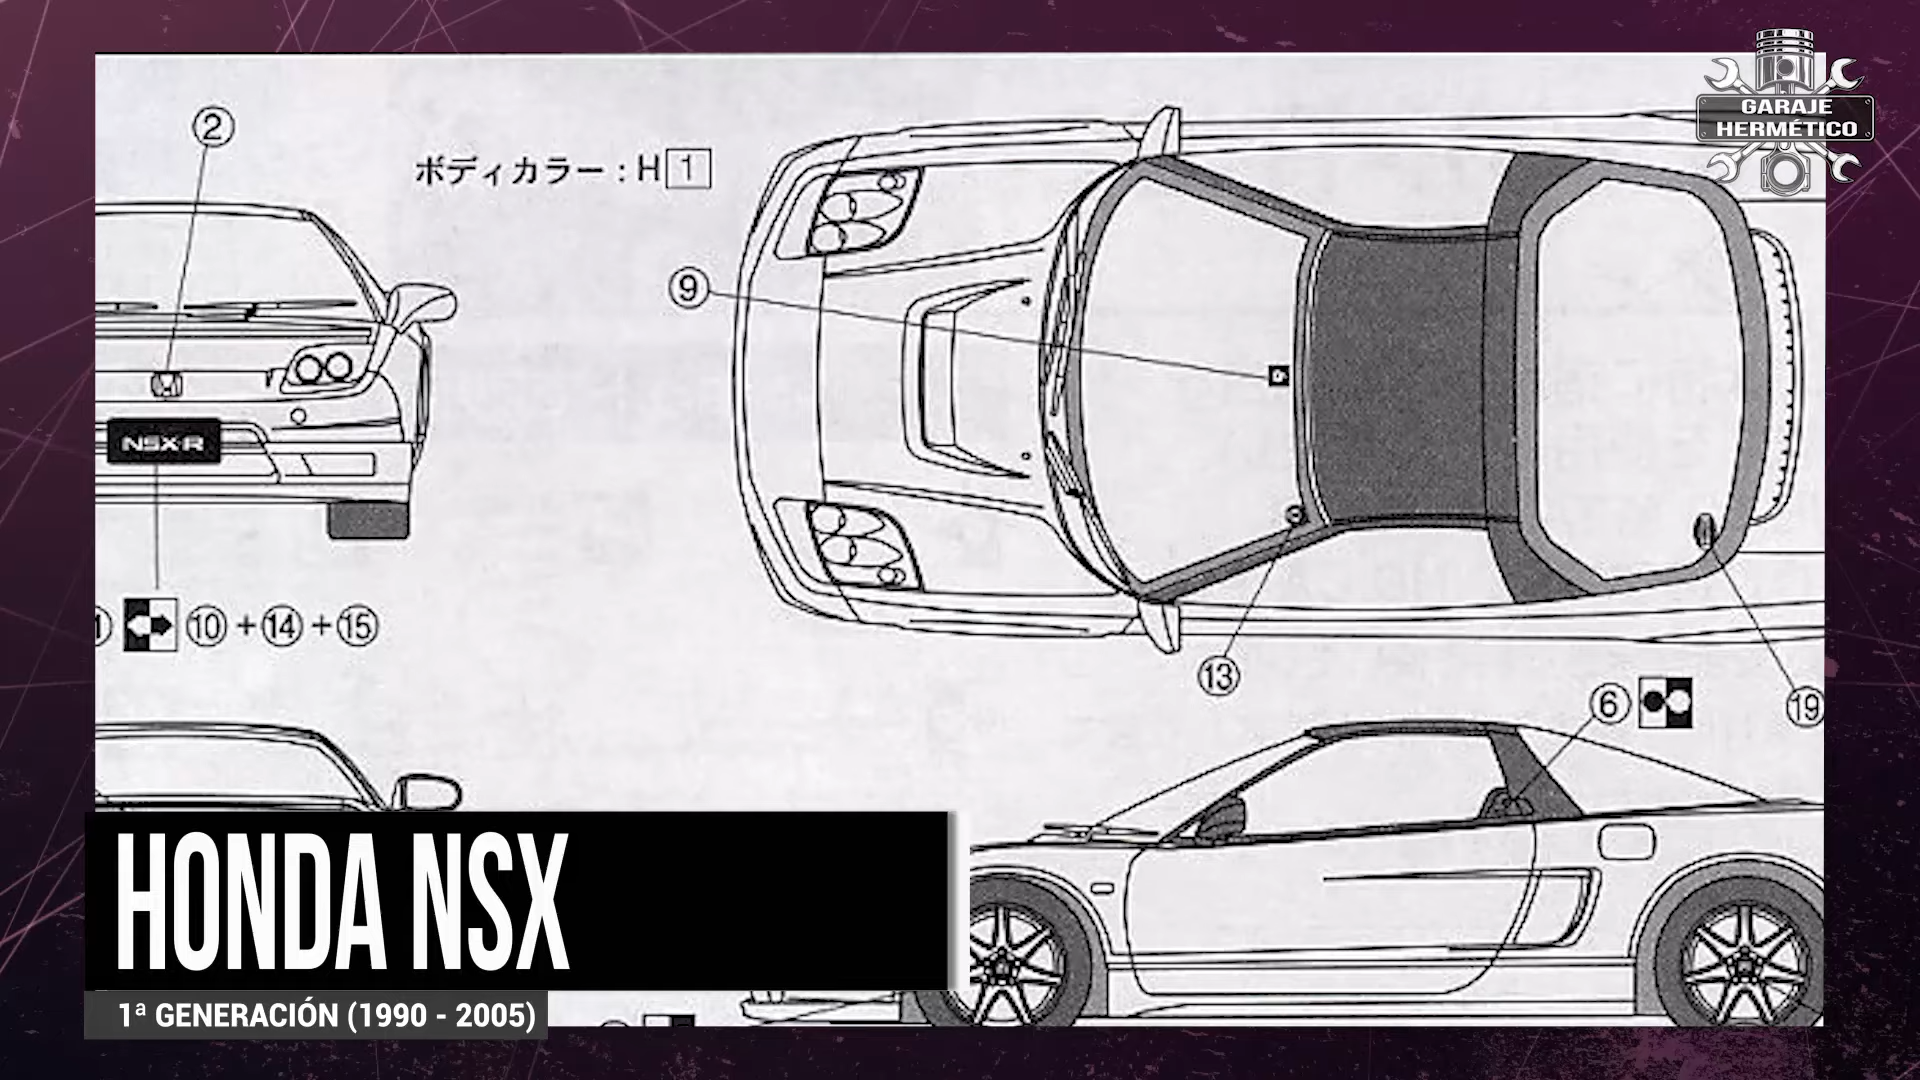 GARAJE
HERMÉTICO
②
ボディカラー : H 1
⑨
NSX-R
⑩ + ⑭ + ⑮
⑬
⑥
⑲
HONDA NSX
1ª GENERACIÓN (1990 - 2005)